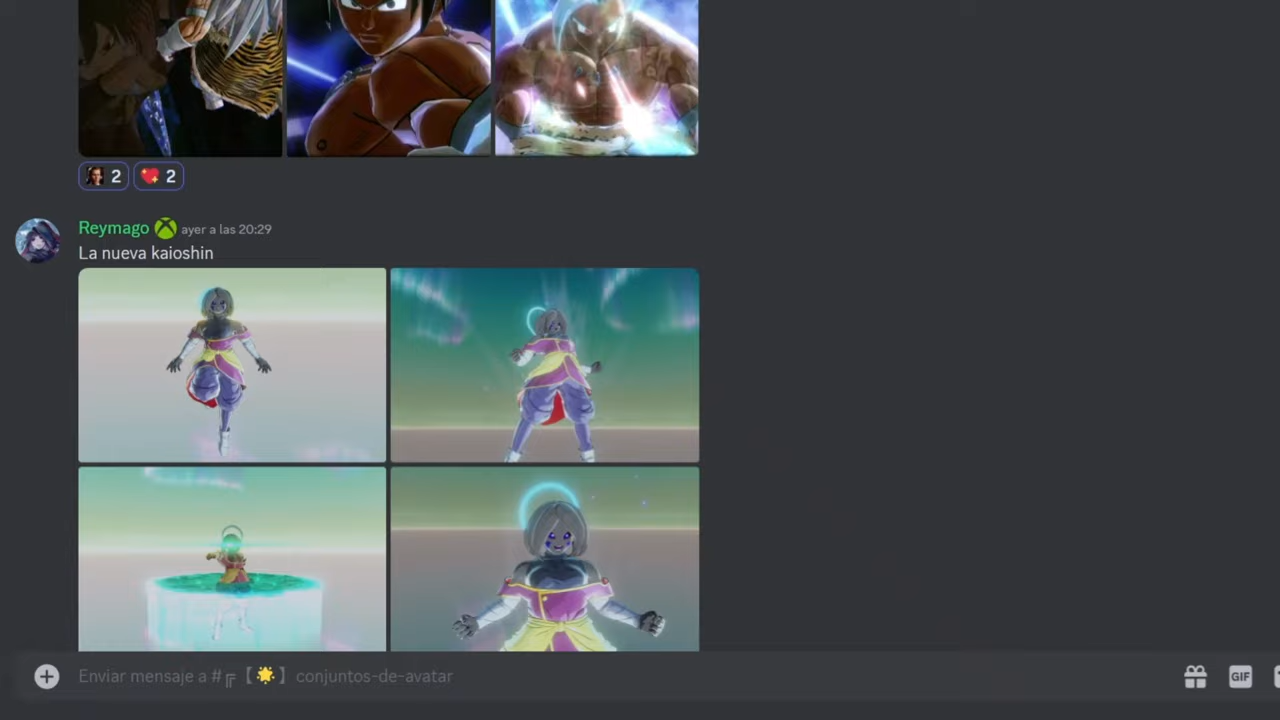 2 2
Reymago ayer a las 20:29
La nueva kaioshin
Enviar mensaje a #╔【🌟】conjuntos-de-avatar
GIF